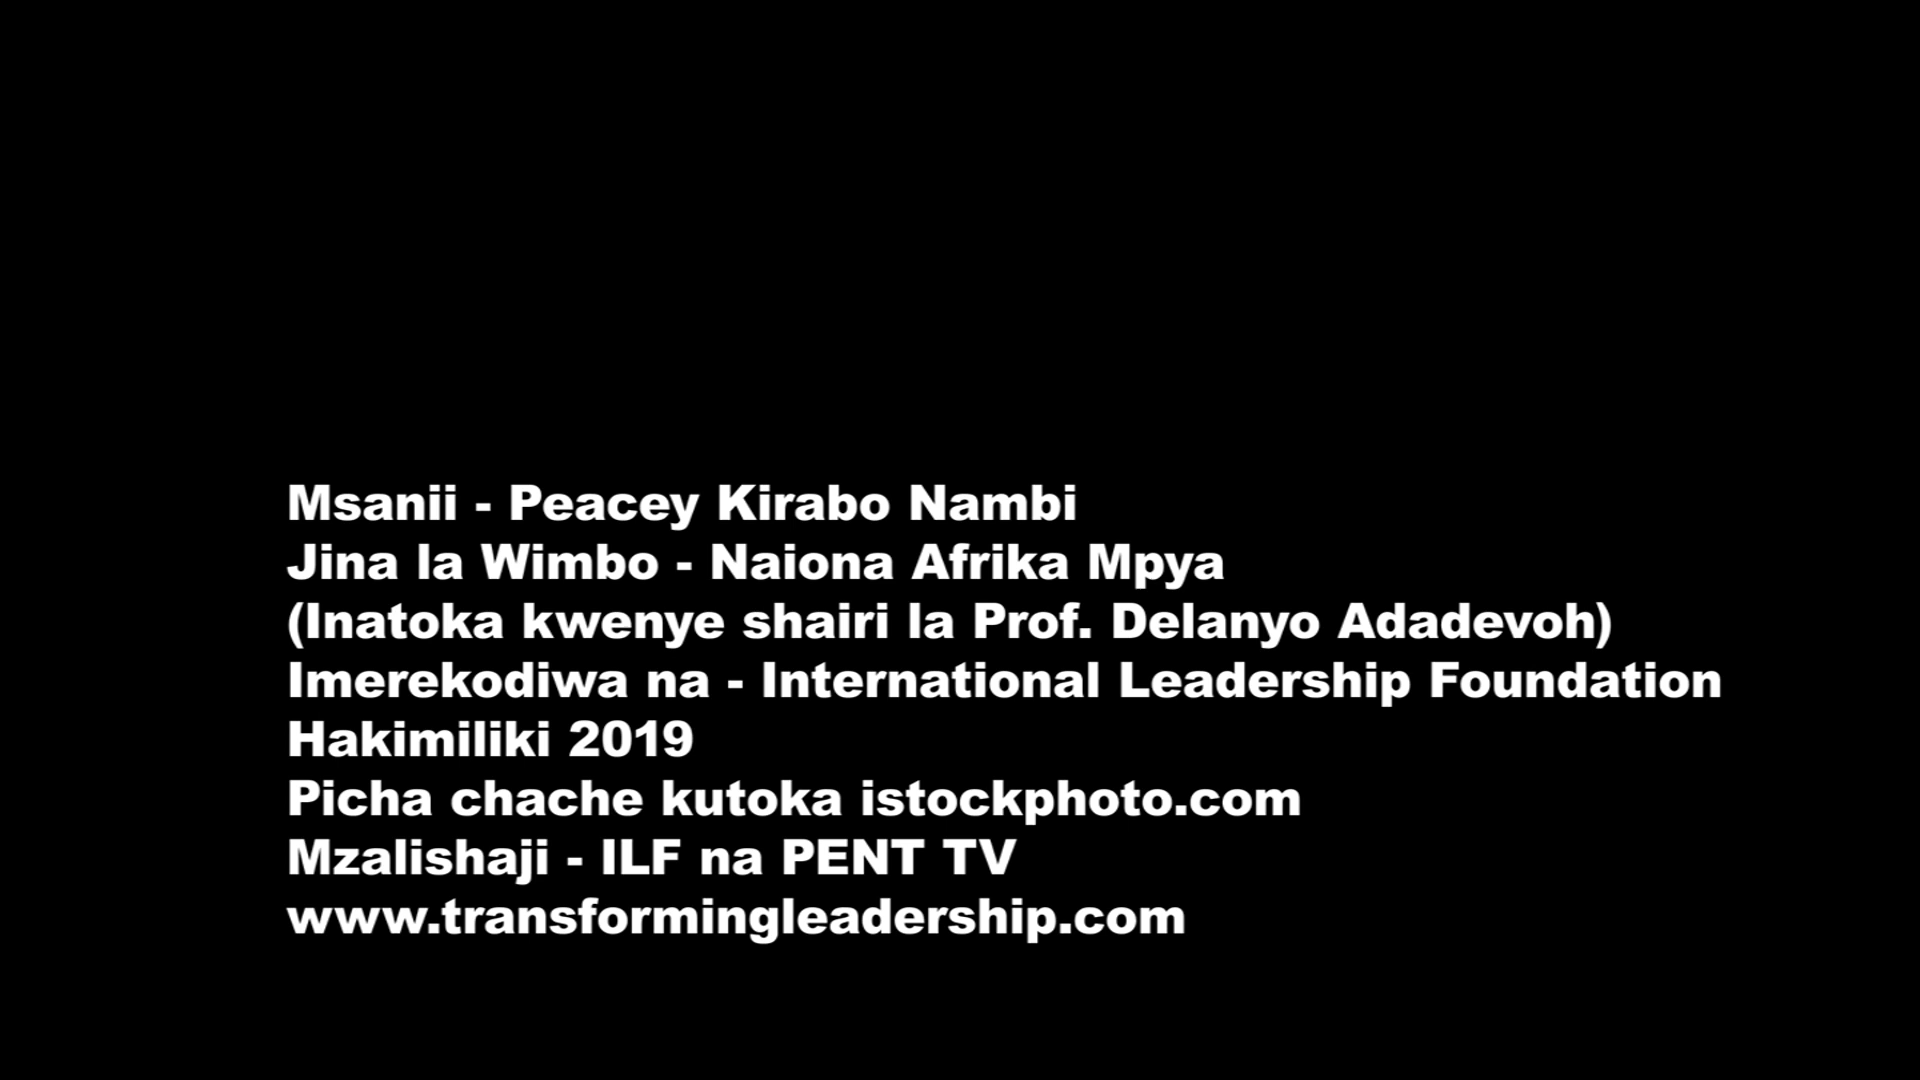 Msanii - Peacey Kirabo Nambi
Jina la Wimbo - Naiona Afrika Mpya
(Inatoka kwenye shairi la Prof. Delanyo Adadevoh)
Imerekodiwa na - International Leadership Foundation
Hakimiliki 2019
Picha chache kutoka istockphoto.com
Mzalishaji - ILF na PENT TV
www.transformingleadership.com